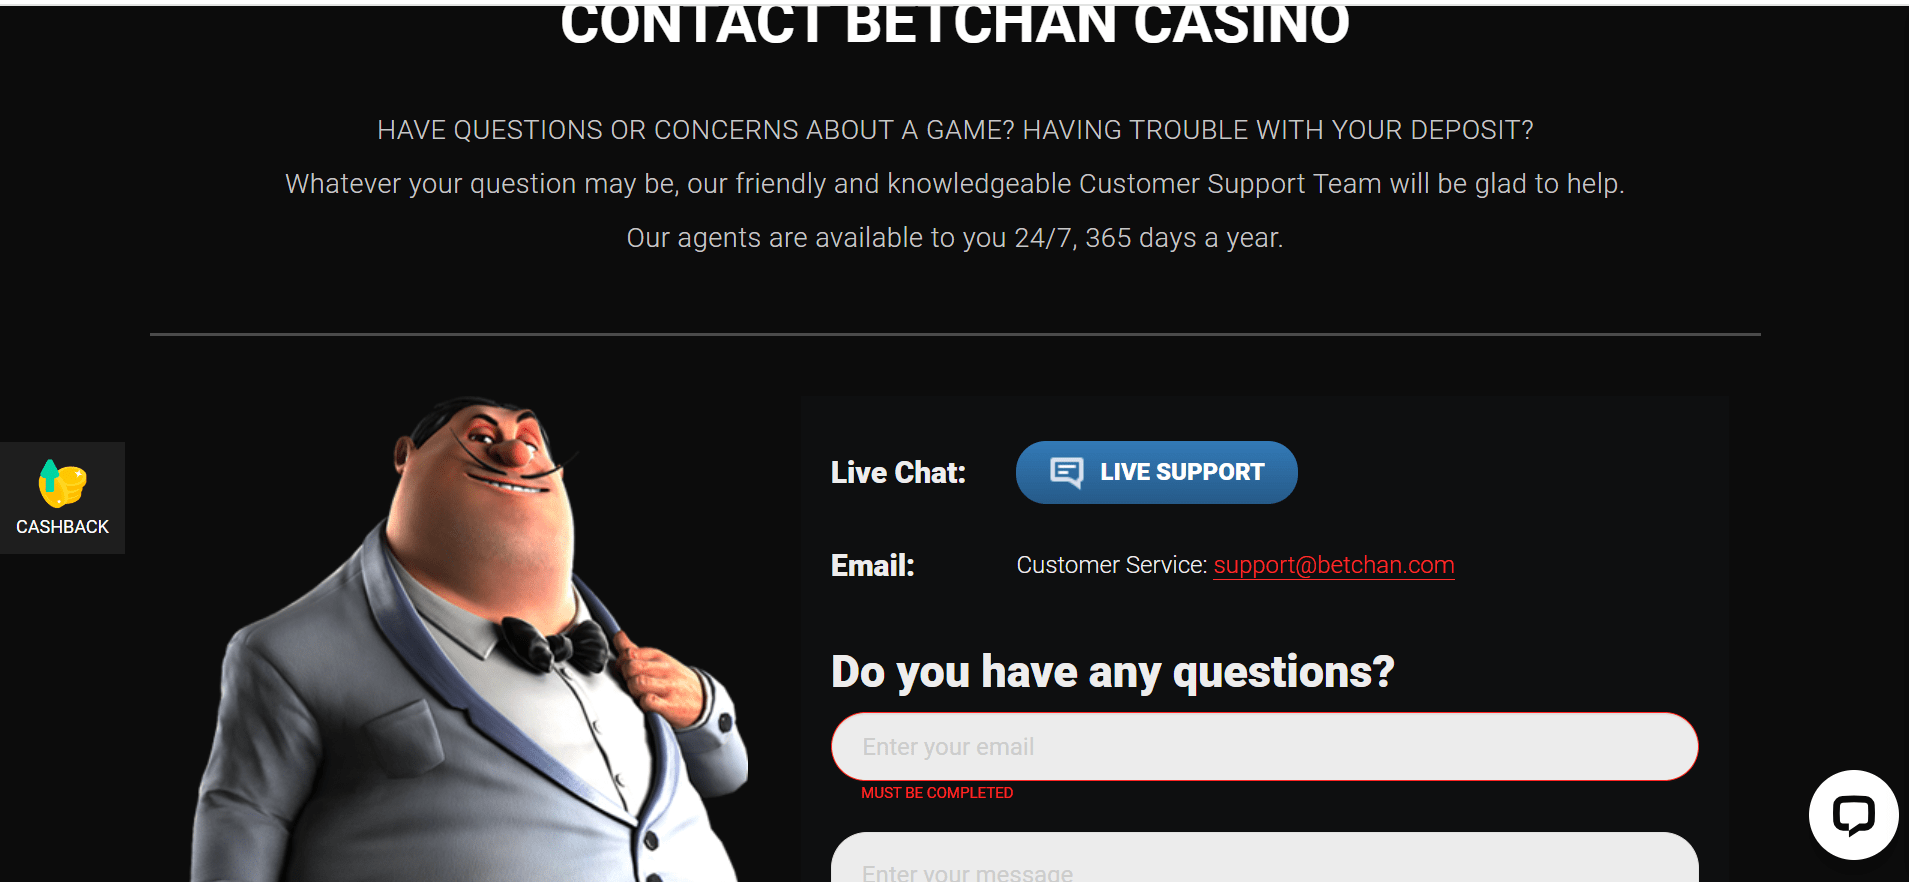 CONTACT BETCHAN CASINO
HAVE QUESTIONS OR CONCERNS ABOUT A GAME? HAVING TROUBLE WITH YOUR DEPOSIT?
Whatever your question may be, our friendly and knowledgeable Customer Support Team will be glad to help.
Our agents are available to you 24/7, 365 days a year.
CASHBACK
Live Chat: LIVE SUPPORT
Email: Customer Service: support@betchan.com
Do you have any questions?
Enter your email
MUST BE COMPLETED
Enter your message